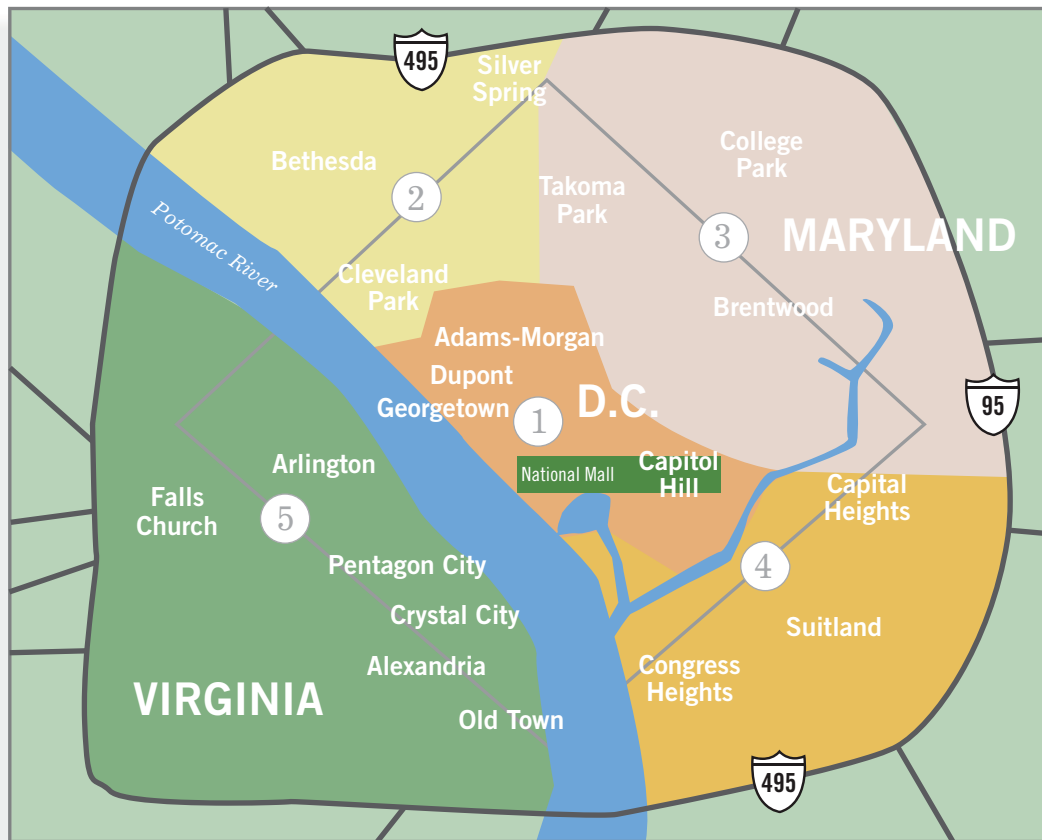 495
Silver
Spring
College
Park
Bethesda
2
Takoma
Park
3
MARYLAND
Potomac River
Cleveland
Park
Brentwood
Adams-Morgan
Dupont
D.C.
95
Georgetown
1
Arlington
National Mall
Capitol
Hill
Capital
Heights
Falls
Church
5
Pentagon City
4
Crystal City
Suitland
Alexandria
Congress
Heights
VIRGINIA
Old Town
495